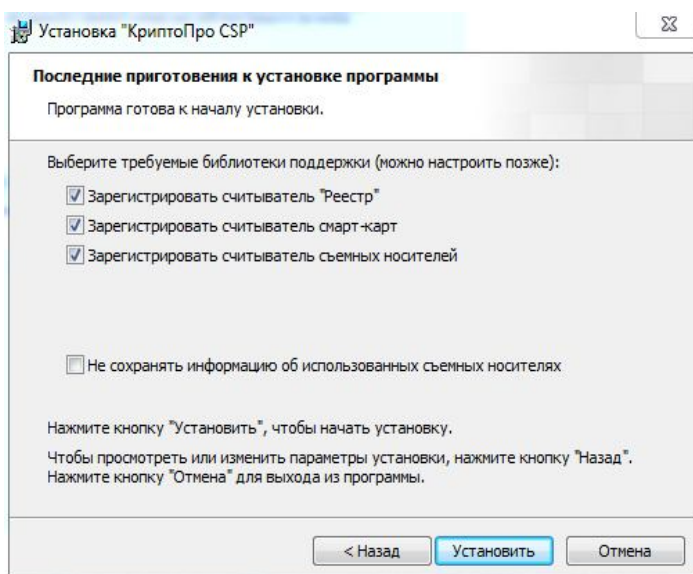 Установка "КриптоПро CSP"
Последние приготовения к установке программы
Программа готова к началу установки.
Выберите требуемые библиотеки поддержки (можно настроить позже):
Зарегистрировать считыватель "Реестр"
Зарегистрировать считыватель смарт-карт
Зарегистрировать считыватель съемных носителей
Не сохранять информацию об использованных съемных носителях
Нажмите кнопку "Установить", чтобы начать установку.
Чтобы просмотреть или изменить параметры установки, нажмите кнопку "Назад".
Нажмите кнопку "Отмена" для выхода из программы.
< Назад Установить Отмена